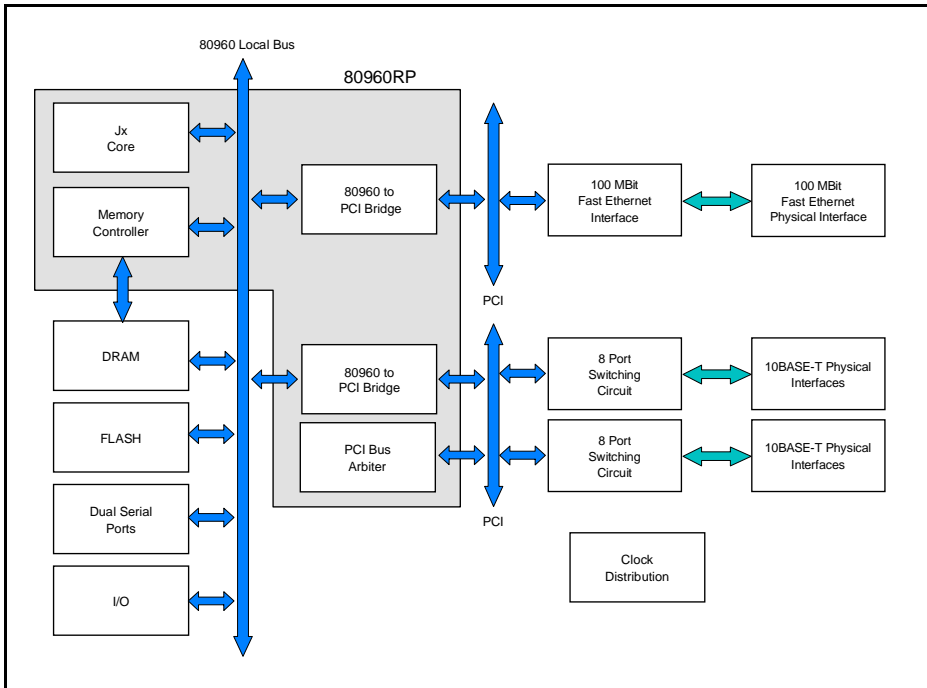 80960 Local Bus
80960RP
Jx
Core
Memory
Controller
80960 to
PCI Bridge
PCI
100 MBit
Fast Ethernet
Interface
100 MBit
Fast Ethernet
Physical Interface
DRAM
FLASH
Dual Serial
Ports
I/O
80960 to
PCI Bridge
PCI Bus
Arbiter
PCI
8 Port
Switching
Circuit
10BASE-T Physical
Interfaces
8 Port
Switching
Circuit
10BASE-T Physical
Interfaces
Clock
Distribution